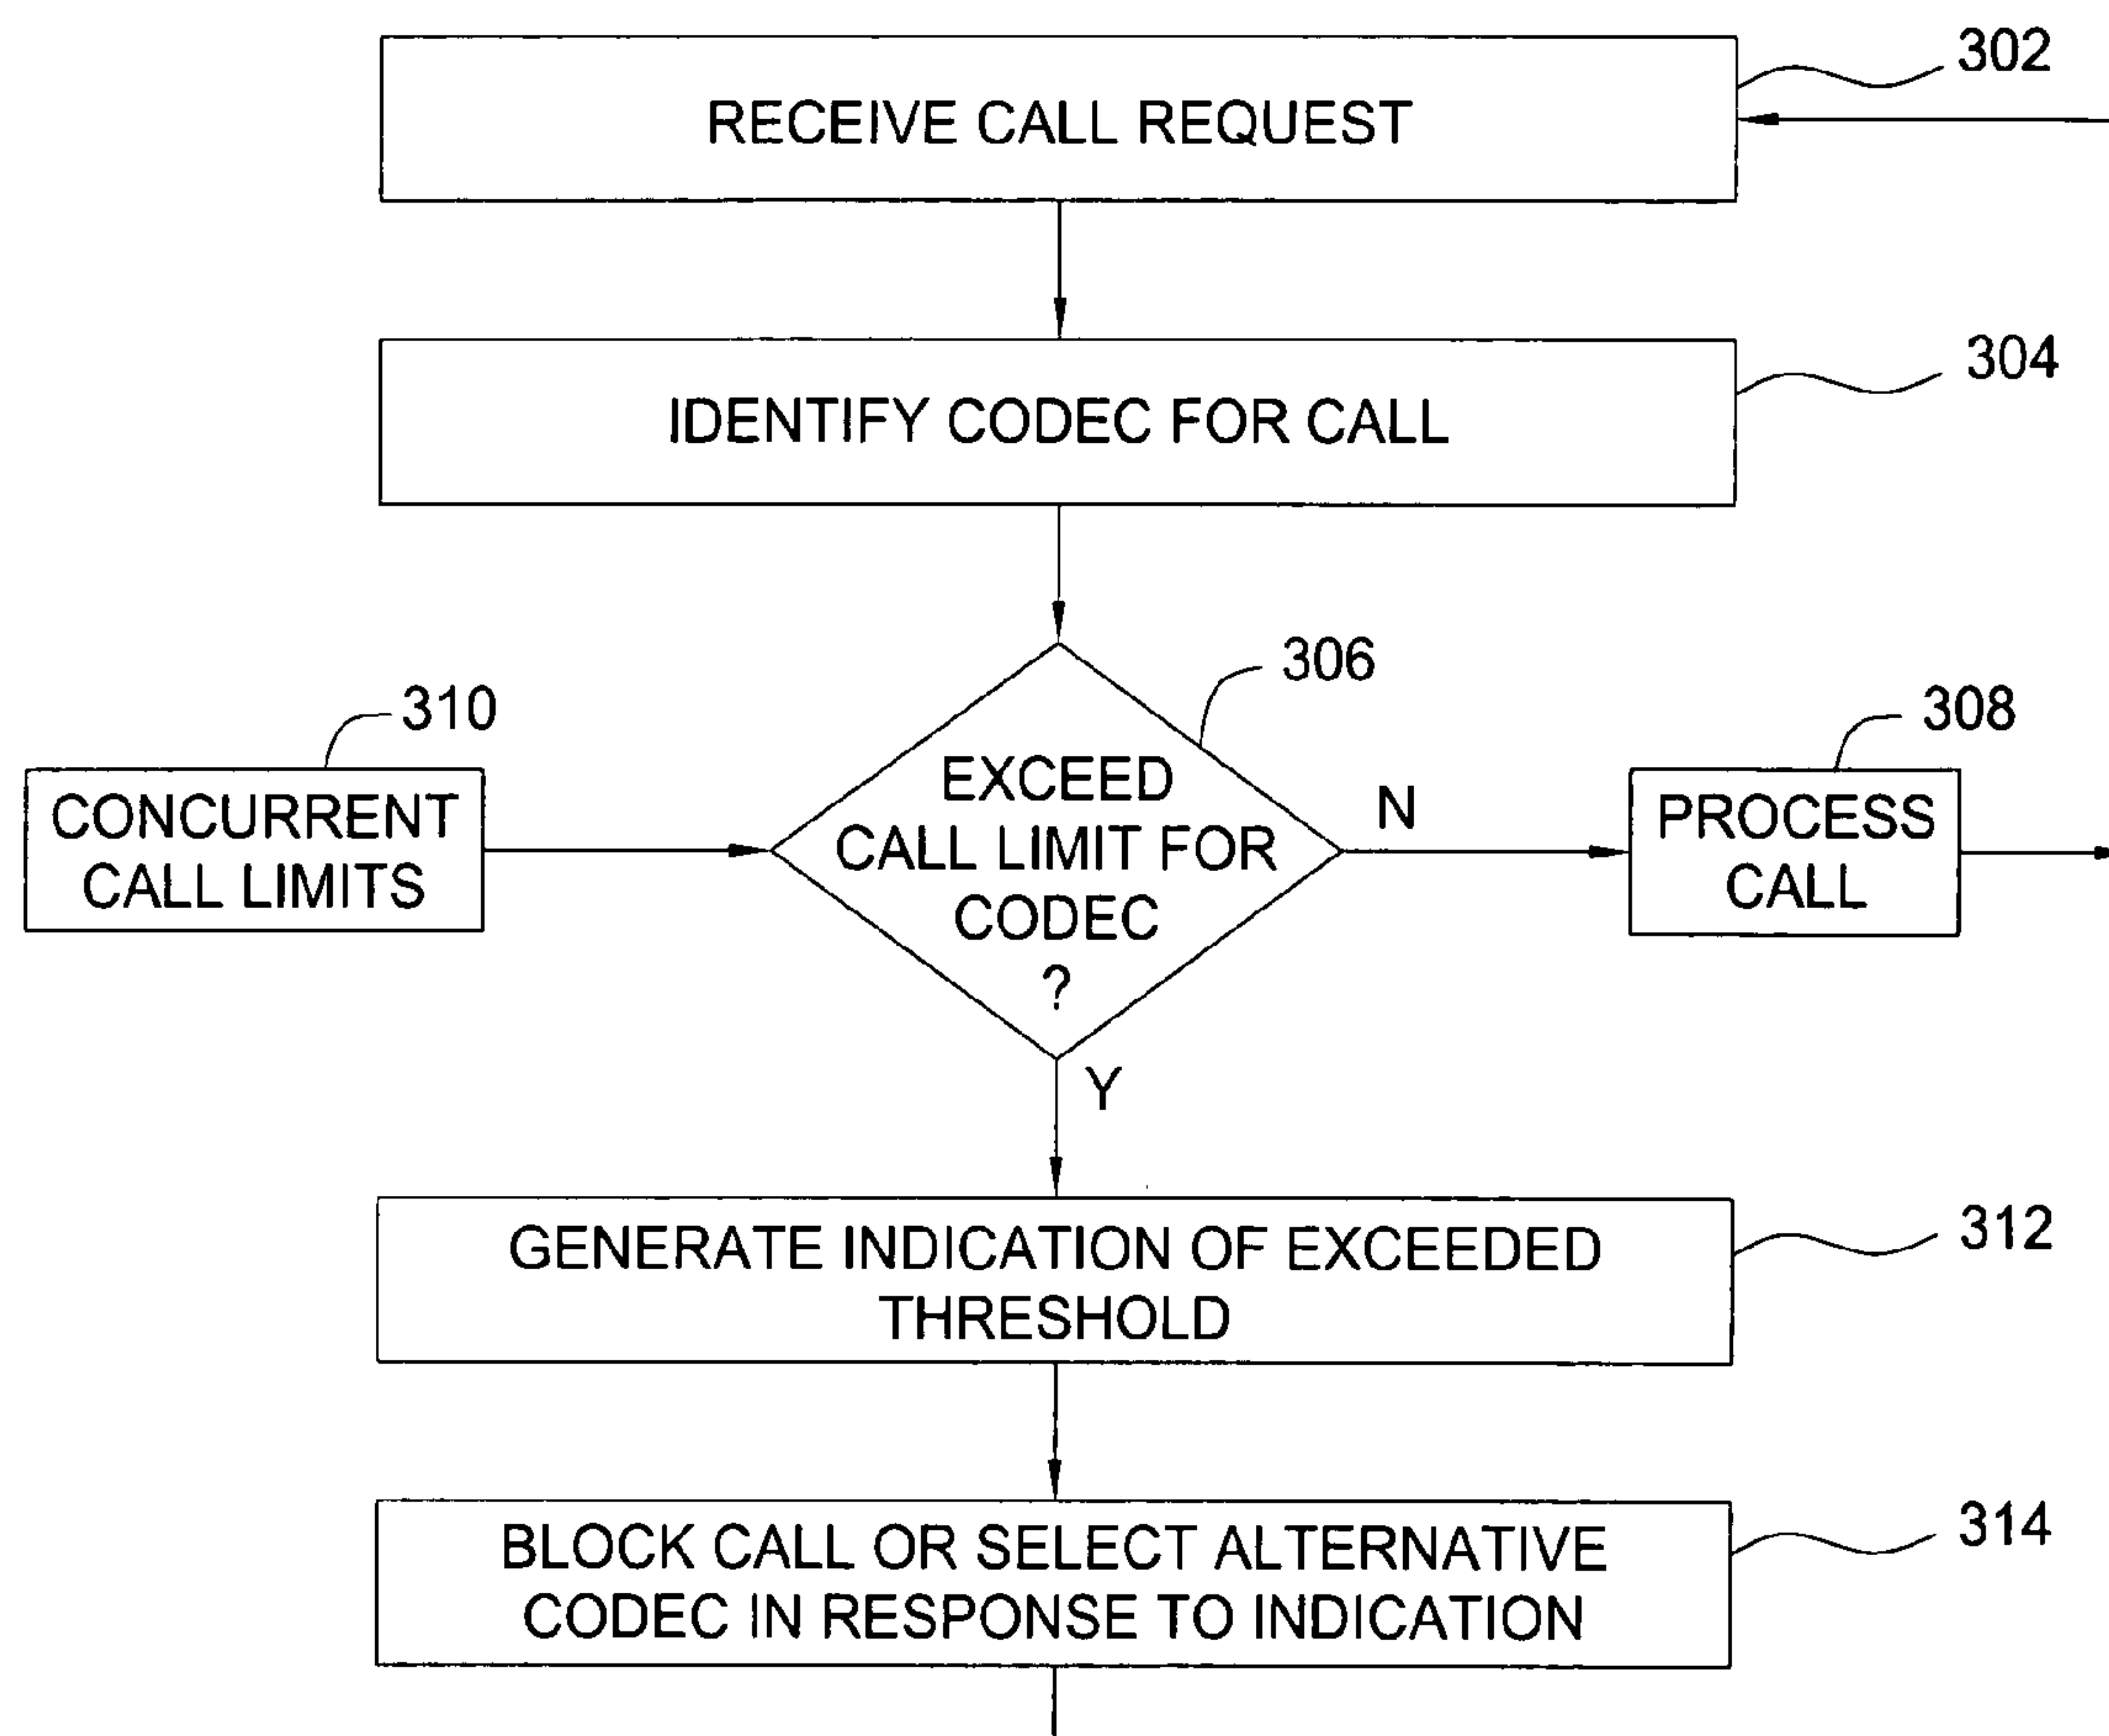 302
RECEIVE CALL REQUEST
304
IDENTIFY CODEC FOR CALL
306
310
308
EXCEED
CALL LIMIT FOR
CODEC
?
CONCURRENT
CALL LIMITS
N
PROCESS
CALL
Y
312
GENERATE INDICATION OF EXCEEDED
THRESHOLD
314
BLOCK CALL OR SELECT ALTERNATIVE
CODEC IN RESPONSE TO INDICATION